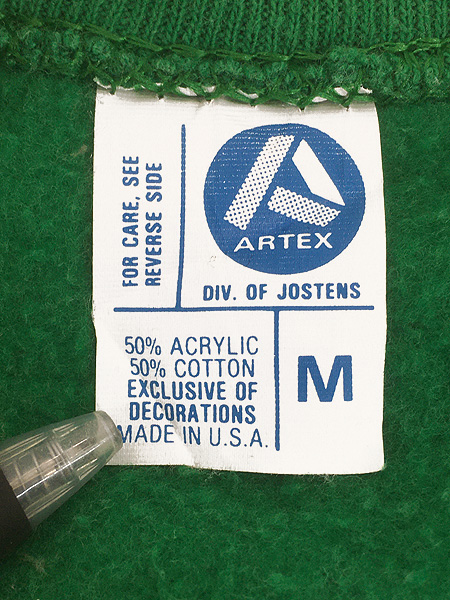 FOR CARE, SEE
REVERSE SIDE
ARTEX
DIV. OF JOSTENS
50% ACRYLIC
50% COTTON
EXCLUSIVE OF
DECORATIONS
MADE IN U.S.A.
M